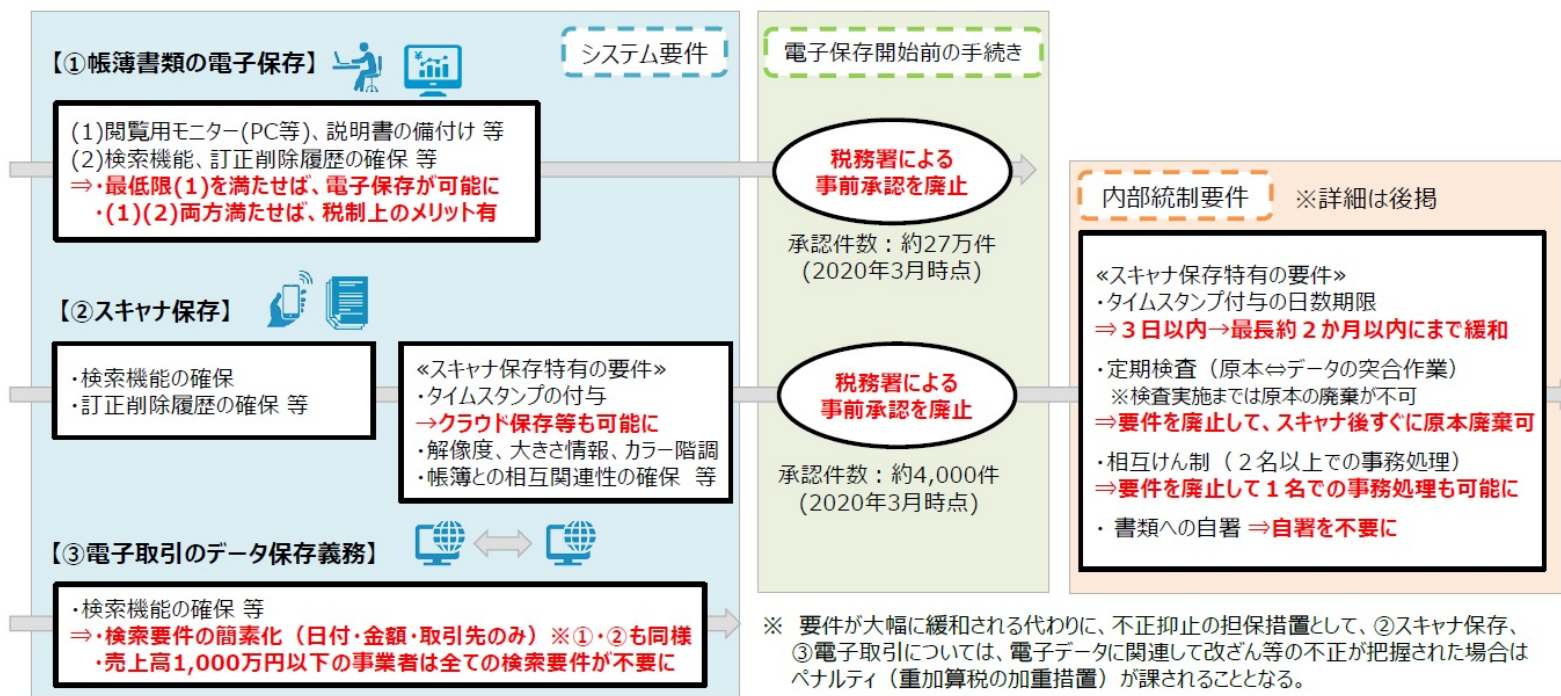 【①帳簿書類の電子保存】
システム要件
(1)閲覧用モニター(PC等)、説明書の備付け 等
(2)検索機能、訂正削除履歴の確保 等
⇒・最低限(1)を満たせば、電子保存が可能に
・(1)(2)両方満たせば、税制上のメリット有
【②スキャナ保存】
・検索機能の確保
・訂正削除履歴の確保 等
≪スキャナ保存特有の要件≫
・タイムスタンプの付与
→クラウド保存等も可能に
・解像度、大きさ情報、カラー階調
・帳簿との相互関連性の確保 等
【③電子取引のデータ保存義務】
・検索機能の確保 等
⇒・検索要件の簡素化（日付・金額・取引先のみ）※①・②も同様
・売上高1,000万円以下の事業者は全ての検索要件が不要に
電子保存開始前の手続き
税務署による
事前承認を廃止
承認件数：約27万件
(2020年3月時点)
税務署による
事前承認を廃止
承認件数：約4,000件
(2020年3月時点)
内部統制要件
※詳細は後掲
≪スキャナ保存特有の要件≫
・タイムスタンプ付与の日数期限
⇒３日以内→最長約２か月以内にまで緩和
・定期検査（原本⇔データの突合作業）
※検査実施までは原本の廃棄が不可
⇒要件を廃止して、スキャナ後すぐに原本廃棄可
・相互けん制（２名以上での事務処理）
⇒要件を廃止して１名での事務処理も可能に
・ 書類への自署 ⇒自署を不要に
※ 要件が大幅に緩和される代わりに、不正抑止の担保措置として、②スキャナ保存、
③電子取引については、電子データに関連して改ざん等の不正が把握された場合は
ペナルティ（重加算税の加重措置）が課されることとなる。